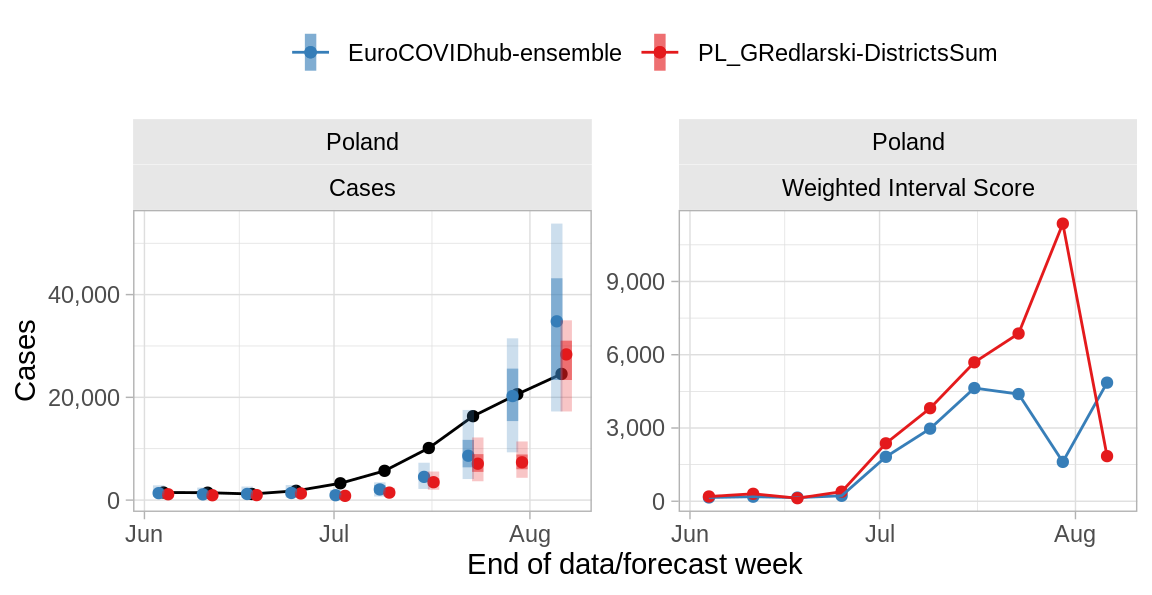 EuroCOVIDhub-ensemble PL_GRedlarski-DistrictsSum
Poland
Cases
Cases
40,000
20,000
0
Jun Jul Aug
Poland
Weighted Interval Score
9,000
6,000
3,000
0
Jun Jul Aug
End of data/forecast week